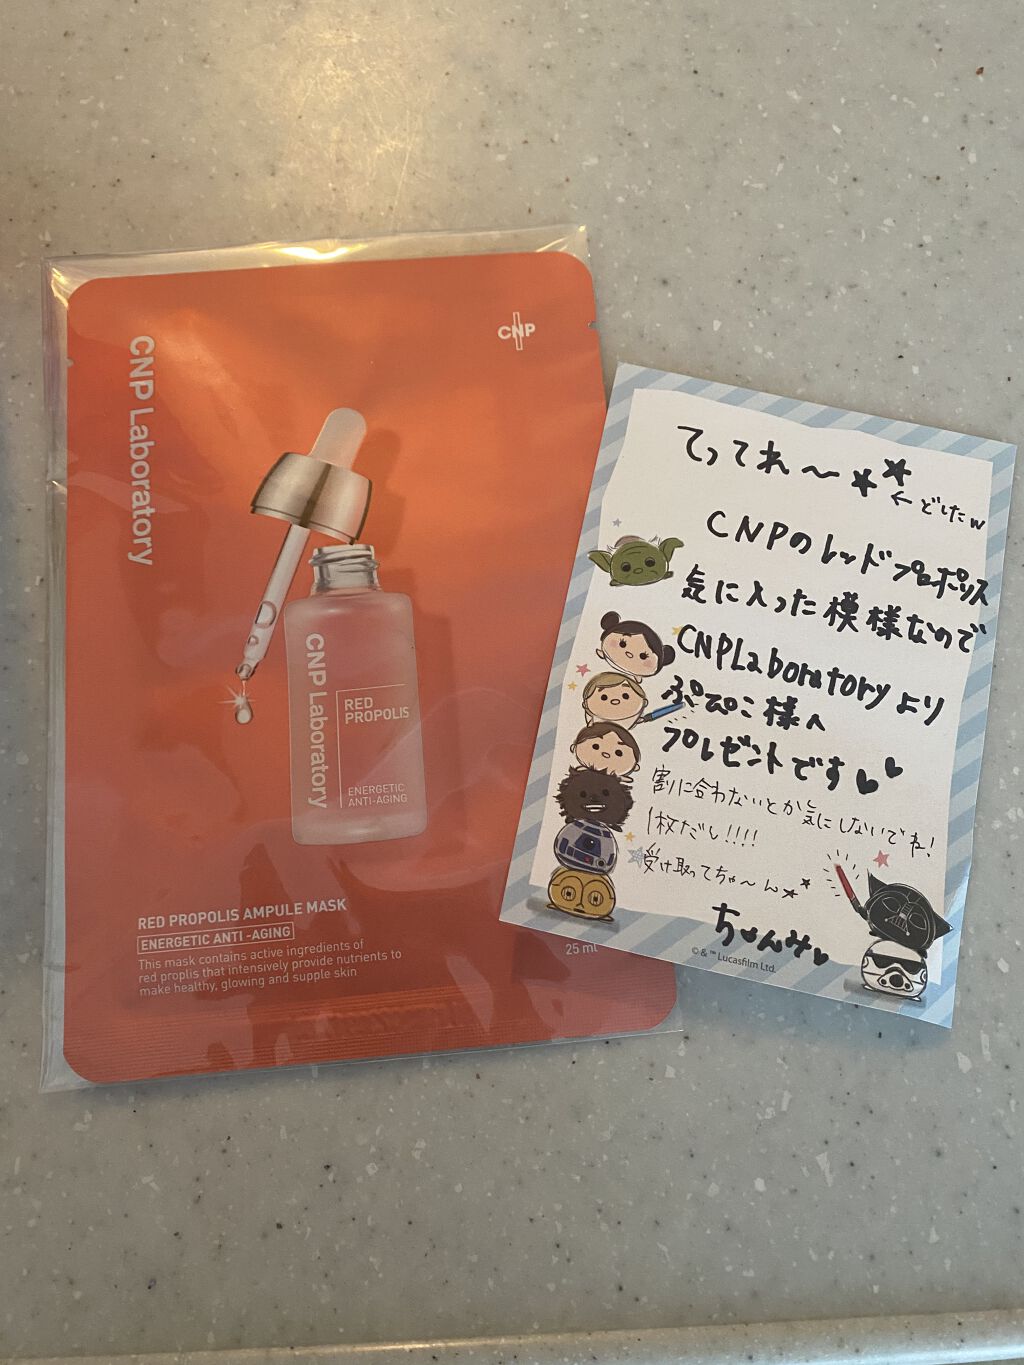 CNP
CNP Laboratory
CNP Laboratory
RED
PROPOLIS
ENERGETIC
ANTI-AGING
RED PROPOLIS AMPULE MASK
ENERGETIC ANTI-AGING
This mask contains active ingredients of
red proplis that intensively provide nutrients to
make healthy, glowing and supple skin
25 ml
てってれ〜★★
←どしたw
CNPのレッドプロポリス
気に入った模様なので
CNPLaboratoryより
ぷぴこ様へ
プレゼントです♥♥
割に合わないとか気にしないでね!
1枚だし!!!!
受け取ってちゃ〜ん★★
ちゃんみ♥
©&™ Lucasfilm Ltd.